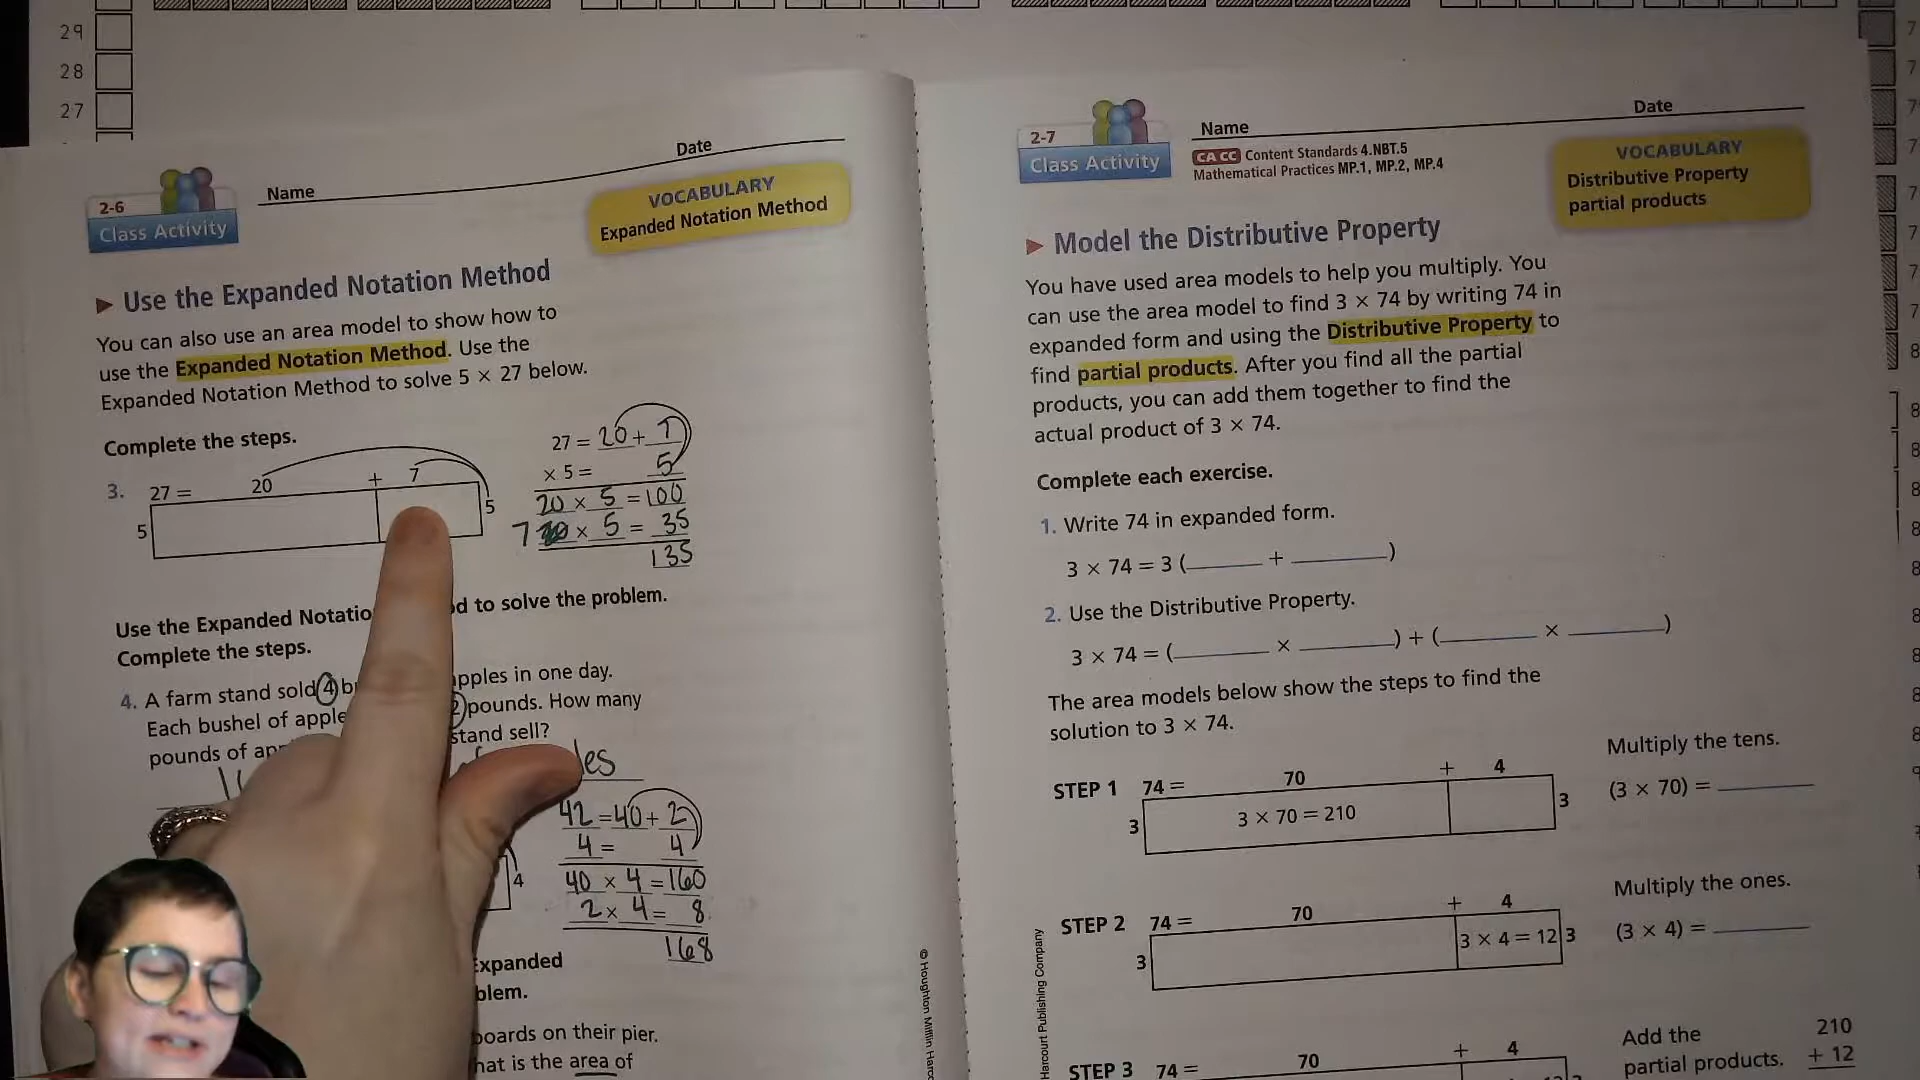 29
28
27
2-6
Class Activity
Name
Date
VOCABULARY
Expanded Notation Method
Use the Expanded Notation Method
You can also use an area model to show how to
use the Expanded Notation Method. Use the
Expanded Notation Method to solve 5 × 27 below.
Complete the steps.
3. 27 = 20 + 7
5
5
27 = 20 + 7
× 5 = 5
20 × 5 = 100
7 × 5 = 35
135
Use the Expanded to solve the problem.
Complete the steps.
4. A farm stand sold 4 apples in one day.
Each bushel of pounds. How many
pounds of stand sell?
42 = 40 + 2
4 = 4
40 × 4 = 160
2 × 4 = 8
168
4
Expanded
boards on their pier.
is the area of
© Houghton Mifflin
2-7
Class Activity
Name
Date
CA CC Content Standards 4.NBT.5
Mathematical Practices MP.1, MP.2, MP.4
VOCABULARY
Distributive Property
partial products
Model the Distributive Property
You have used area models to help you multiply. You
can use the area model to find 3 × 74 by writing 74 in
expanded form and using the Distributive Property to
find partial products. After you find all the partial
products, you can add them together to find the
actual product of 3 × 74.
Complete each exercise.
1. Write 74 in expanded form.
3 × 74 = 3 (______ + ______)
2. Use the Distributive Property.
3 × 74 = (______ × ______) + (______ × ______)
The area models below show the steps to find the
solution to 3 × 74.
STEP 1 74 = 70 + 4
3 3 × 70 = 210 3
Multiply the tens.
(3 × 70) = ______
STEP 2 74 = 70 + 4
3 3 × 4 = 12 3
Multiply the ones.
(3 × 4) = ______
STEP 3 74 = 70 + 4
Add the
partial products.
210
+ 12
Harcourt Publishing Company